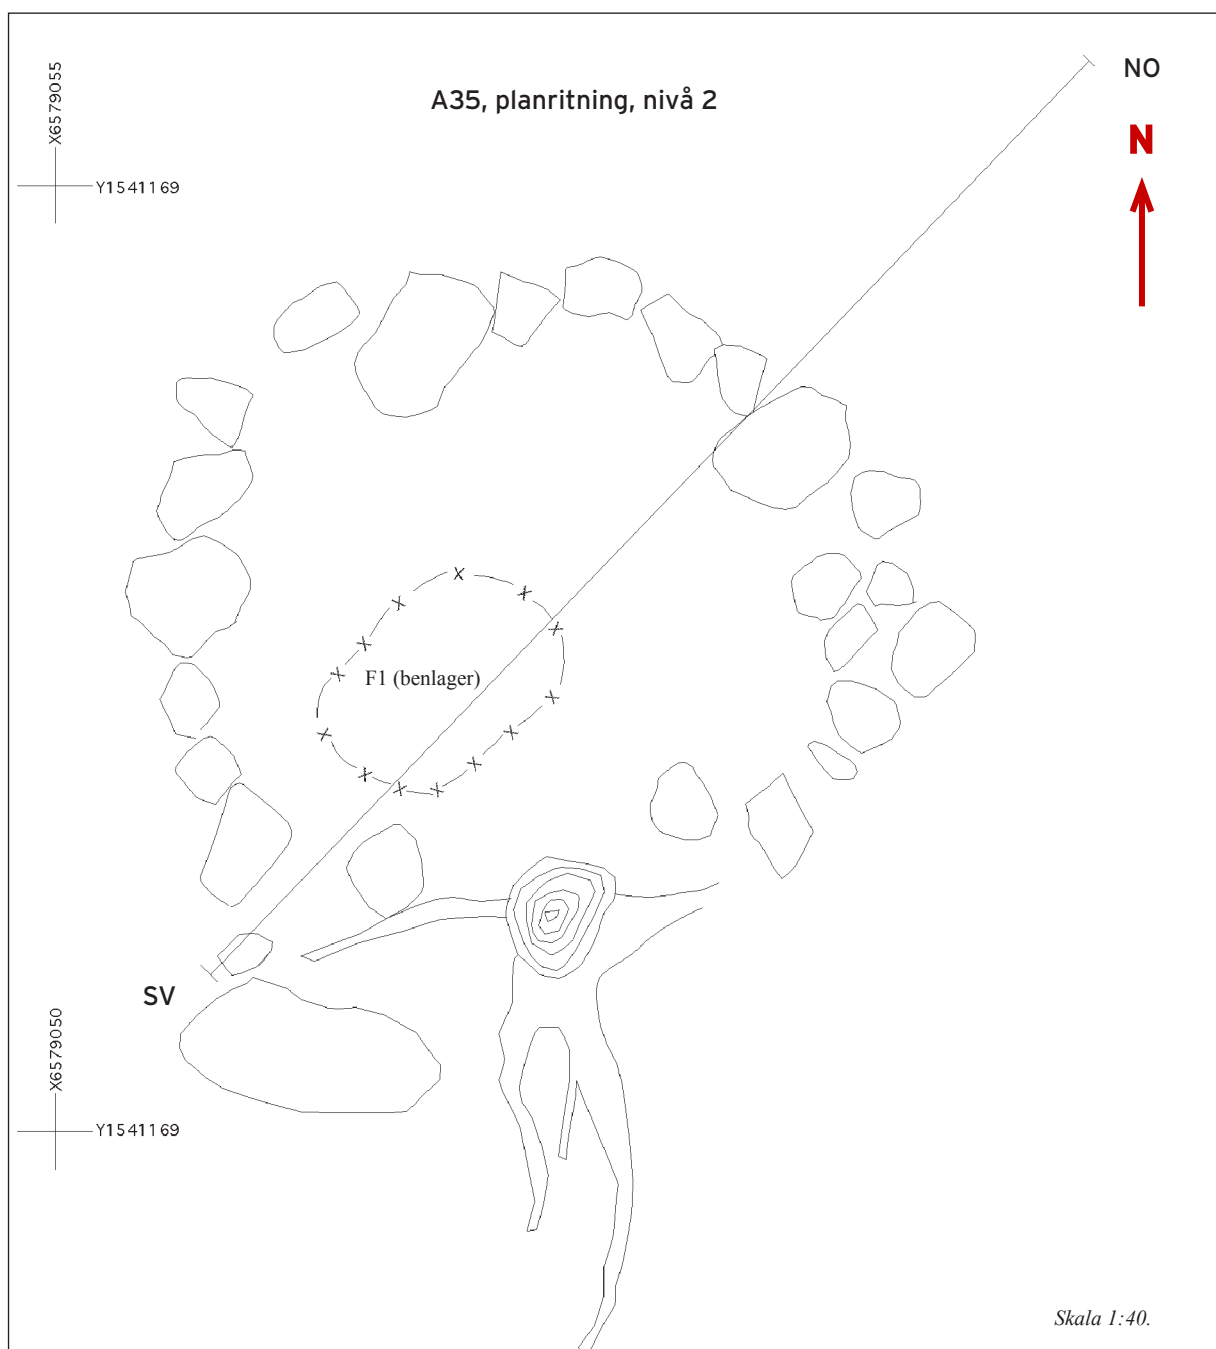 NO
A35, planritning, nivå 2
N
X6579055
Y1541169
F1 (benlager)
SV
X6579050
Y1541169
Skala 1:40.